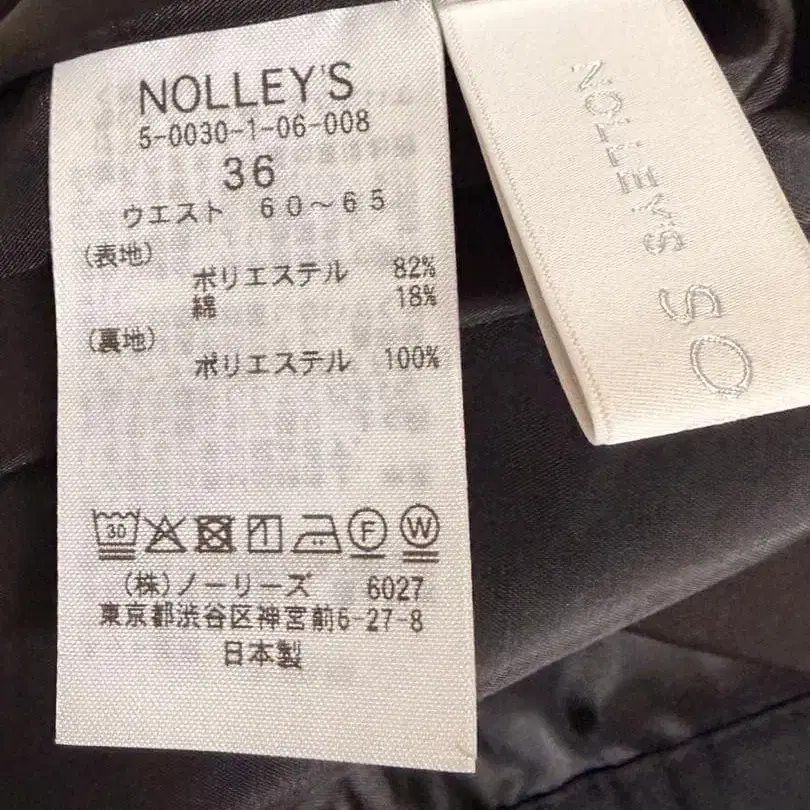 NOLLEY'S
5-0030-1-06-008
36
ウエスト 60～65
(表地)
ポリエステル 82%
綿 18%
(裏地)
ポリエステル 100%
30
F
W
(株)ノーリーズ 6027
東京都渋谷区神宮前6-27-8
日本製